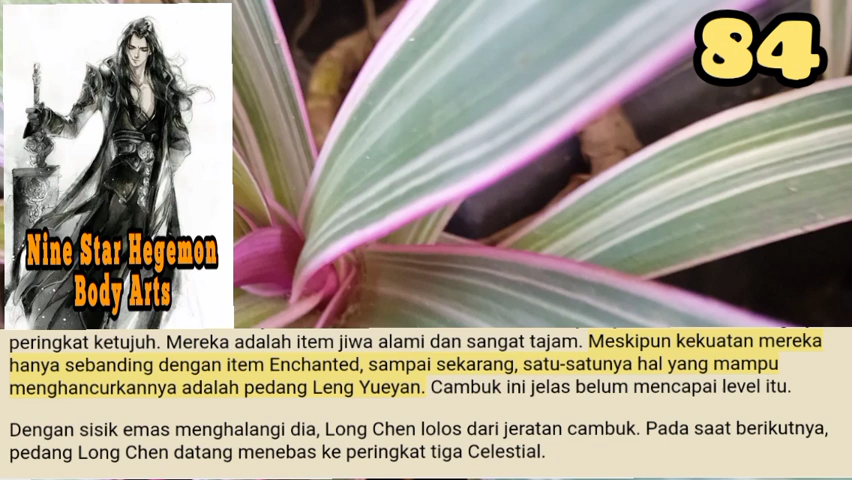 84
Nine Star Hegemon
Body Arts
peringkat ketujuh. Mereka adalah item jiwa alami dan sangat tajam. Meskipun kekuatan mereka
hanya sebanding dengan item Enchanted, sampai sekarang, satu-satunya hal yang mampu
menghancurkannya adalah pedang Leng Yueyan. Cambuk ini jelas belum mencapai level itu.
Dengan sisik emas menghalangi dia, Long Chen lolos dari jeratan cambuk. Pada saat berikutnya,
pedang Long Chen datang menebas ke peringkat tiga Celestial.